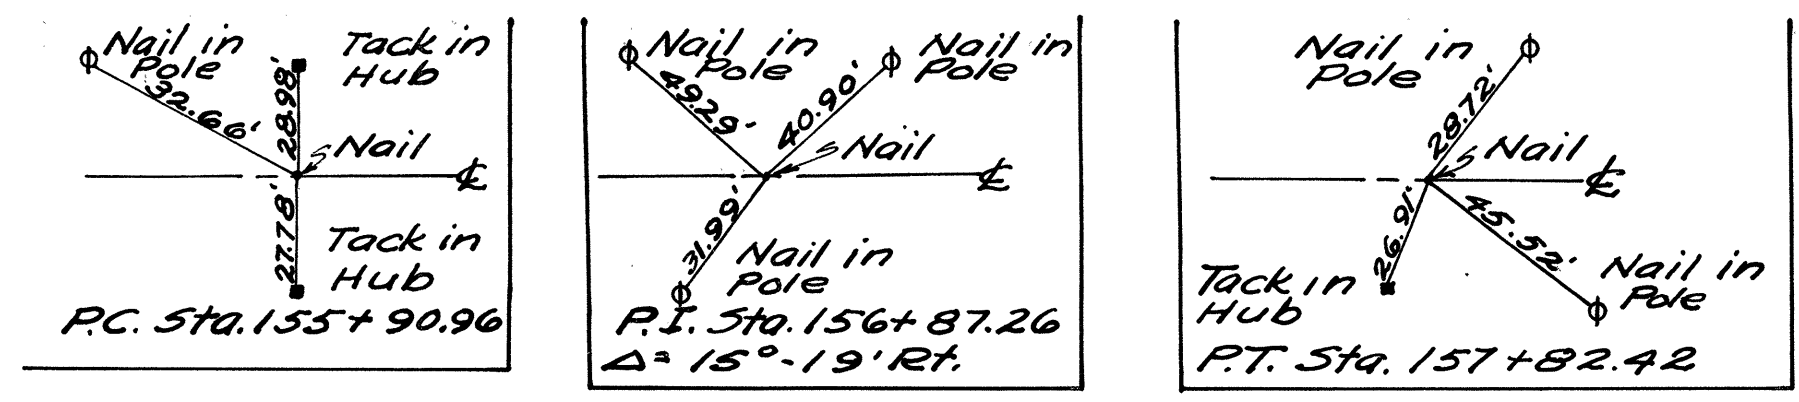 Nail in
Pole
32.66'
28.98'
Tack in
Hub
Nail
℄
27.78'
Tack in
Hub
P.C. Sta. 155+90.96
Nail in
Pole
49.29'
Nail in
Pole
40.90'
Nail
℄
31.99'
Nail in
Pole
P.I. Sta. 156+87.26
Δ= 15°-19' Rt.
Nail in
Pole
28.72'
Nail
℄
26.91'
45.52'
Tack in
Hub
Nail in
Pole
P.T. Sta. 157+82.42